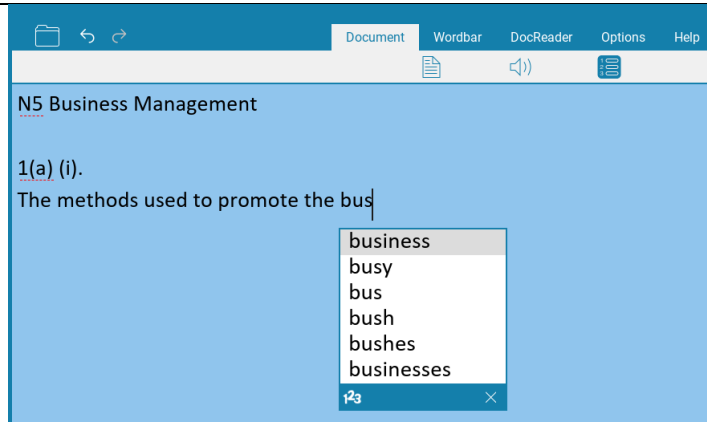 Document Wordbar DocReader Options Help
N5 Business Management
1(a) (i).
The methods used to promote the bus
business
busy
bus
bush
bushes
businesses
123